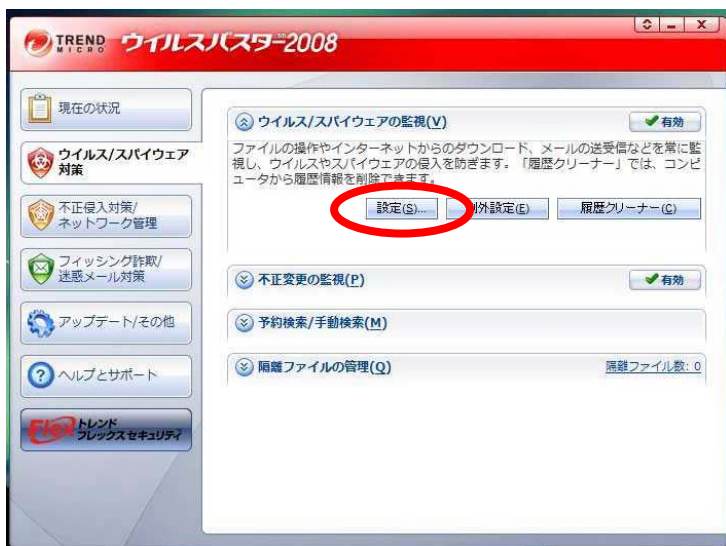 TREND MICRO ウイルスバスター2008
現在の状況
ウイルス/スパイウェア
対策
不正侵入対策/
ネットワーク管理
フィッシング詐欺/
迷惑メール対策
アップデート/その他
ヘルプとサポート
Flex トレンド
フレックス セキュリティ
ウイルス/スパイウェアの監視(V)
有効
ファイルの操作やインターネットからのダウンロード、メールの送受信などを常に監
視し、ウイルスやスパイウェアの侵入を防ぎます。「履歴クリーナー」では、コンピ
ュータから履歴情報を削除できます。
設定(S)...
外設定(E)
履歴クリーナー(C)
不正変更の監視(P)
有効
予約検索/手動検索(M)
隔離ファイルの管理(Q)
隔離ファイル数: 0